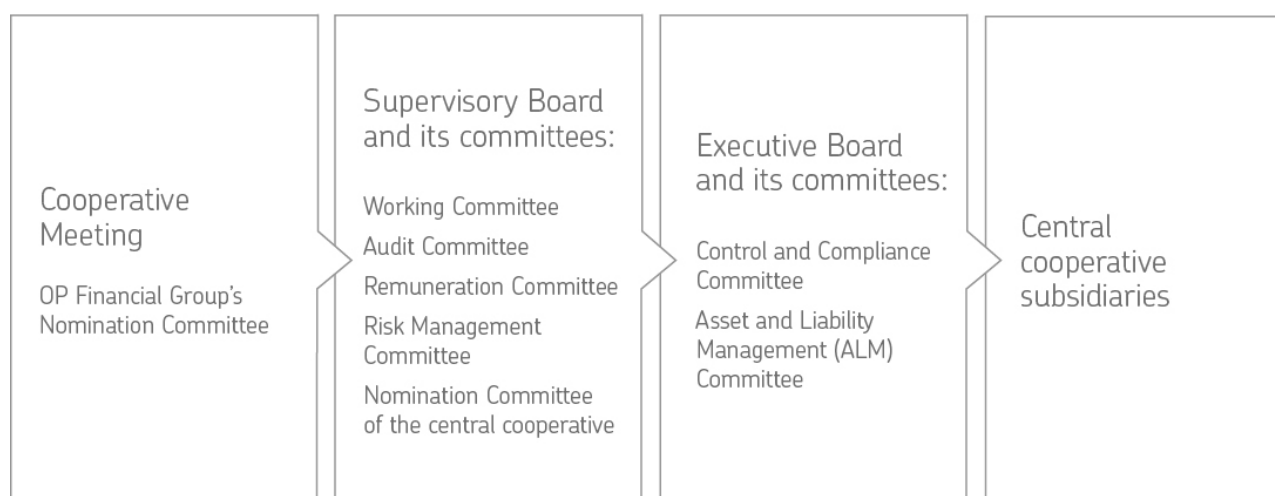 Cooperative
Meeting
OP Financial Group's
Nomination Committee
Supervisory Board
and its committees:
Working Committee
Audit Committee
Remuneration Committee
Risk Management
Committee
Nomination Committee
of the central cooperative
Executive Board
and its committees:
Control and Compliance
Committee
Asset and Liability
Management (ALM)
Committee
Central
cooperative
subsidiaries